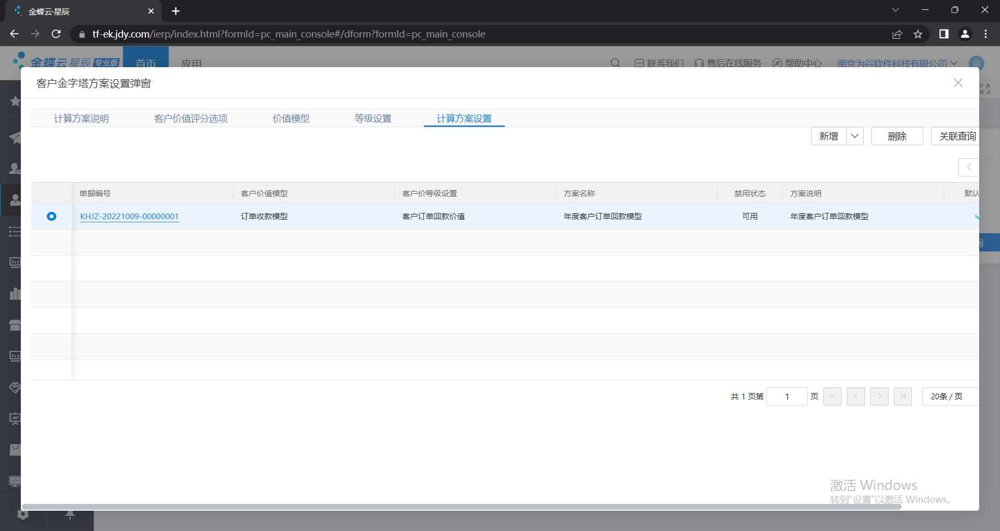 金蝶云·星辰
tf-ek.jdy.com/ierp/index.html?formId=pc_main_console#/dform?formId=pc_main_console
金蝶云 星辰 专业版 首页 应用 联系我们 售后在线服务 帮助中心 南京为谷软件科技有限公司 陌
客户金字塔方案设置弹窗
计算方案说明 客户价值评分选项 价值模型 等级设置 计算方案设置
新增 删除 关联查询
单据编号 客户价值模型 客户价等级设置 方案名称 禁用状态 方案说明 默认
KHJZ-20221009-00000001 订单收款模型 客户订单回款价值 年度客户订单回款模型 可用 年度客户订单回款模型
共 1 页第 1 页 20条 / 页
激活 Windows
转到“设置”以激活 Windows。